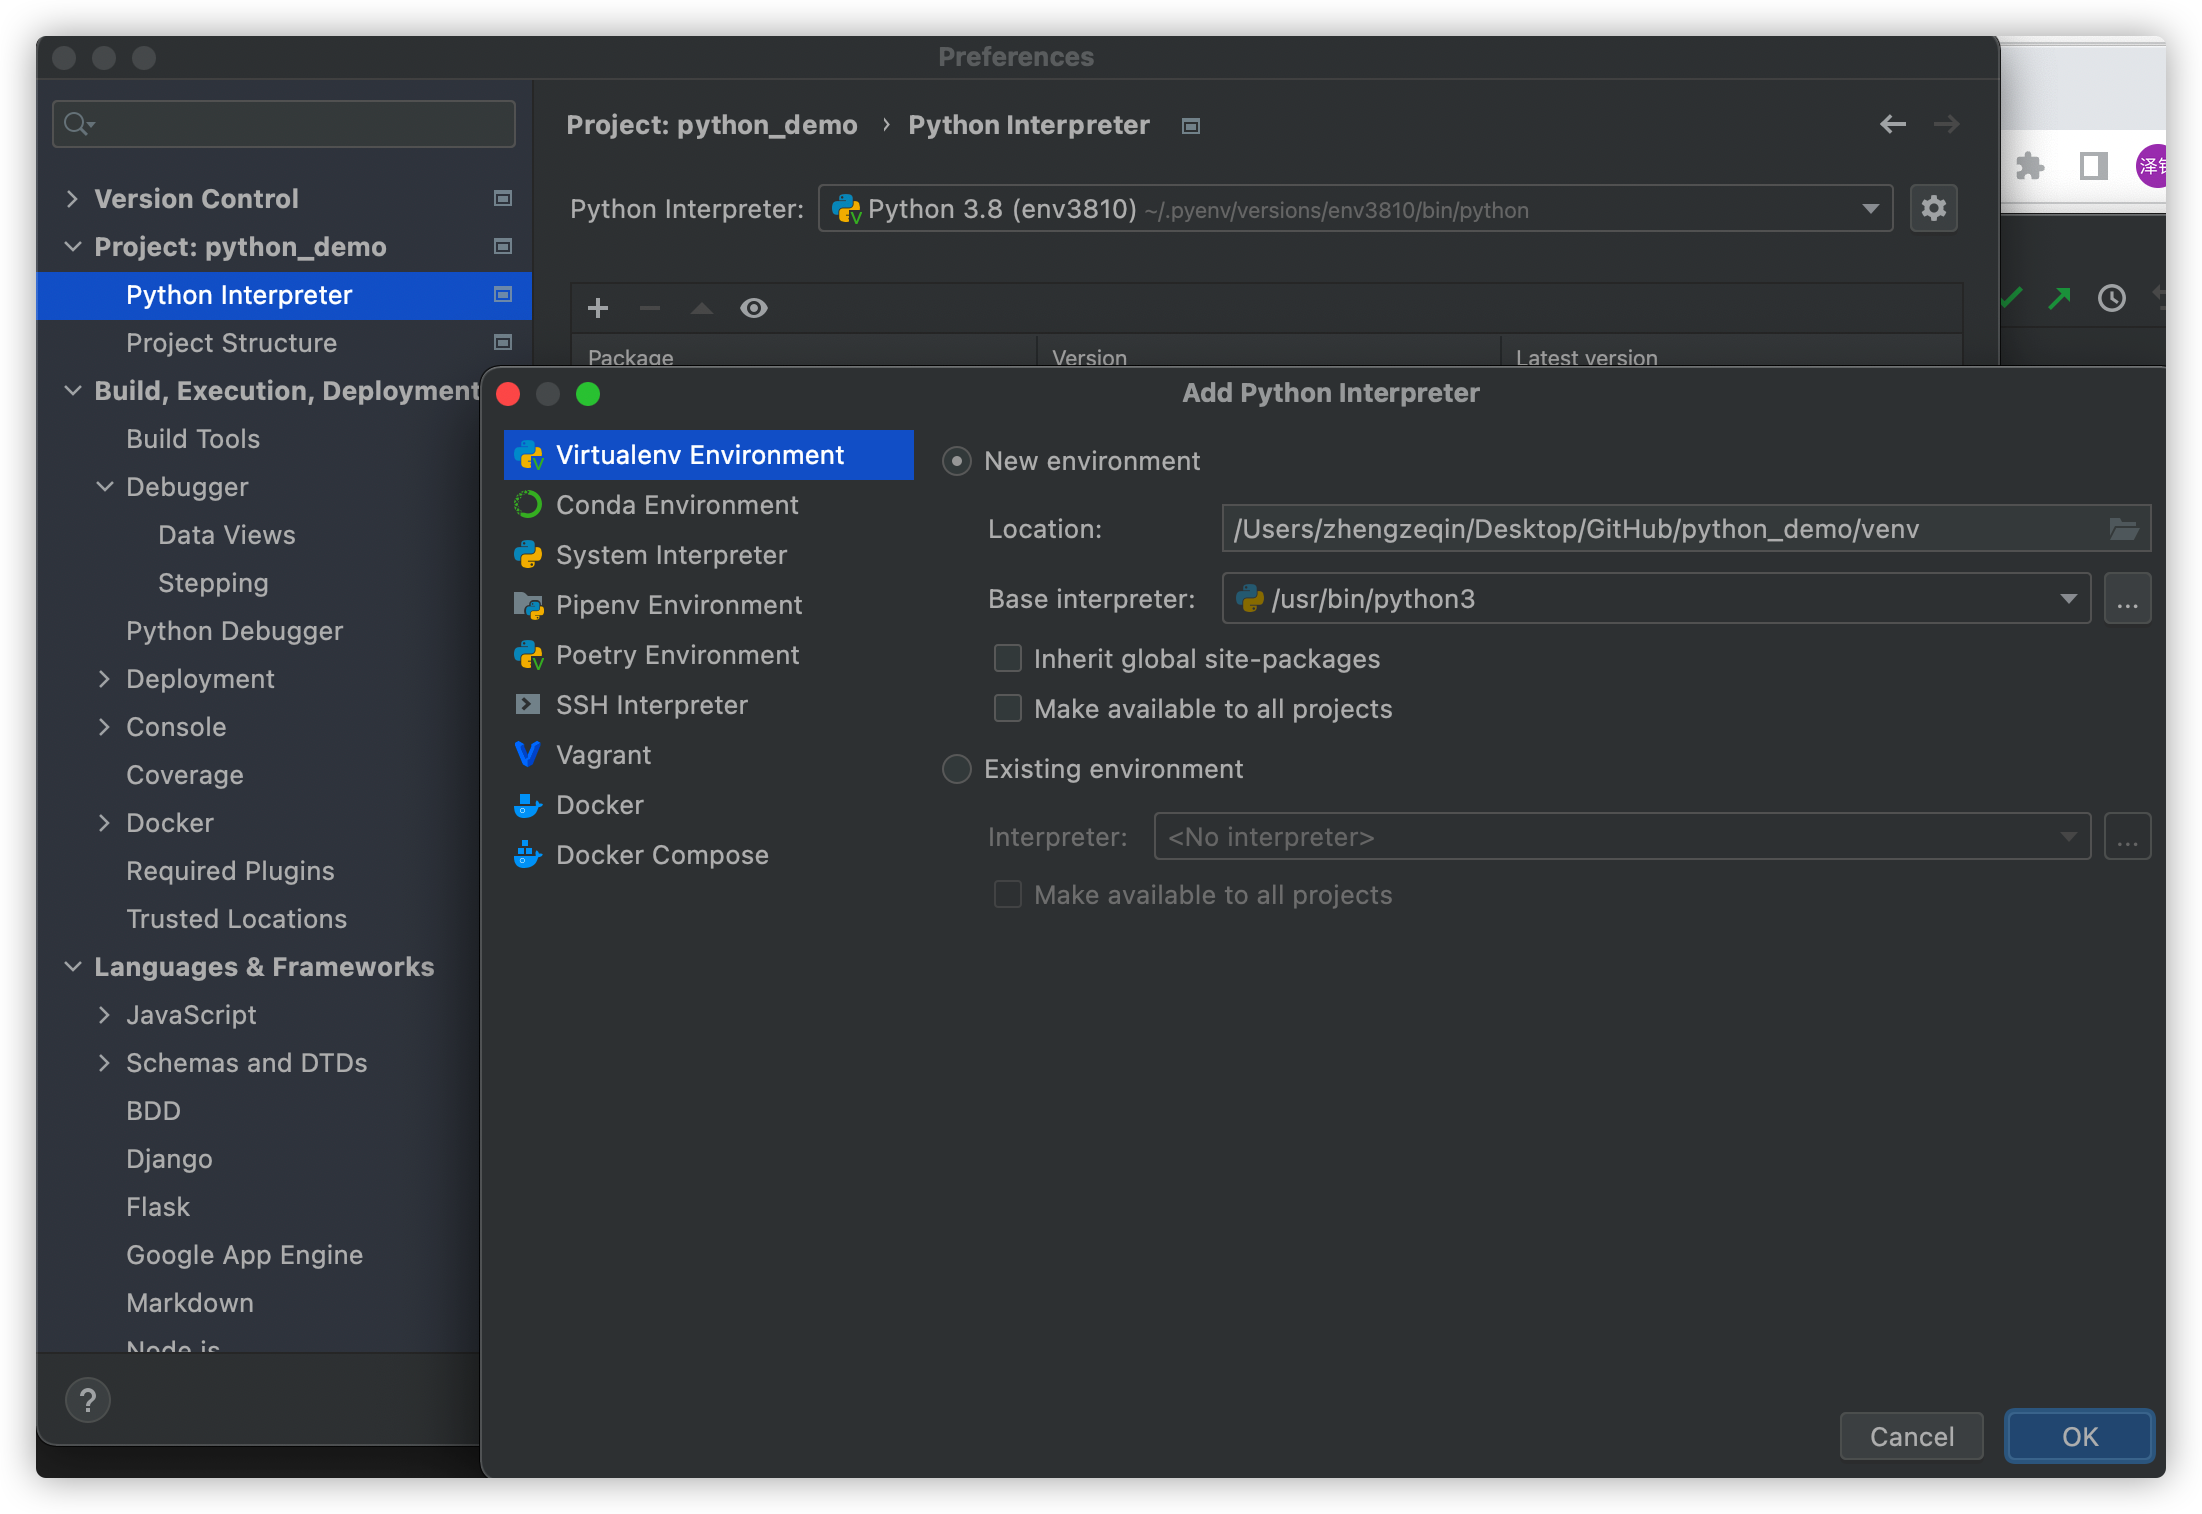 Preferences
Project: python_demo › Python Interpreter
Version Control
Project: python_demo
Python Interpreter
Project Structure
Build, Execution, Deployment
Build Tools
Debugger
Data Views
Stepping
Python Debugger
Deployment
Console
Coverage
Docker
Required Plugins
Trusted Locations
Languages & Frameworks
JavaScript
Schemas and DTDs
BDD
Django
Flask
Google App Engine
Markdown
Node.js
?
Python Interpreter: Python 3.8 (env3810) ~/.pyenv/versions/env3810/bin/python
Package Version Latest version
Add Python Interpreter
Virtualenv Environment
Conda Environment
System Interpreter
Pipenv Environment
Poetry Environment
SSH Interpreter
Vagrant
Docker
Docker Compose
New environment
Location: /Users/zhengzeqin/Desktop/GitHub/python_demo/venv
Base interpreter: /usr/bin/python3 ...
Inherit global site-packages
Make available to all projects
Existing environment
Interpreter: <No interpreter> ...
Make available to all projects
Cancel OK